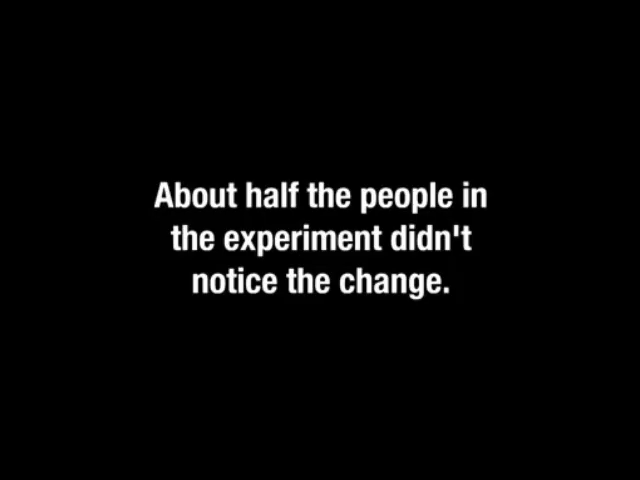 About half the people in
the experiment didn't
notice the change.